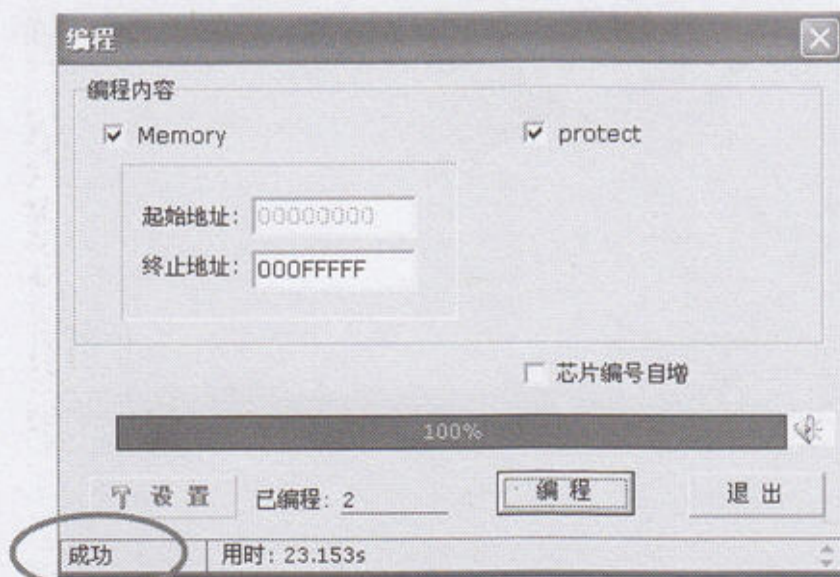 编程
编程内容
Memory
protect
起始地址: 00000000
终止地址: 000FFFFF
芯片编号自增
100%
设置 已编程: 2 编程 退出
成功 用时: 23.153s